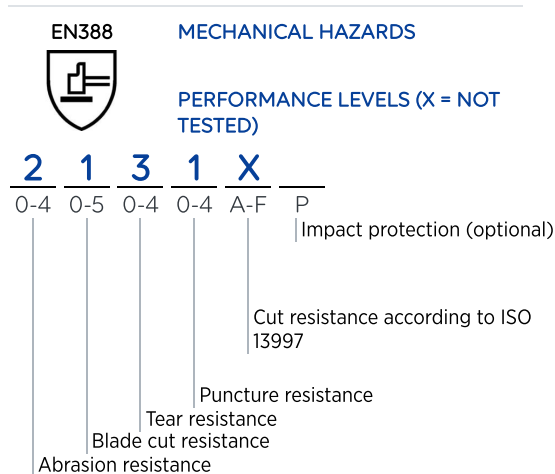 EN388
MECHANICAL HAZARDS
PERFORMANCE LEVELS (X = NOT
TESTED)
2 1 3 1 X
0-4 0-5 0-4 0-4 A-F P
Impact protection (optional)
Cut resistance according to ISO
13997
Puncture resistance
Tear resistance
Blade cut resistance
Abrasion resistance